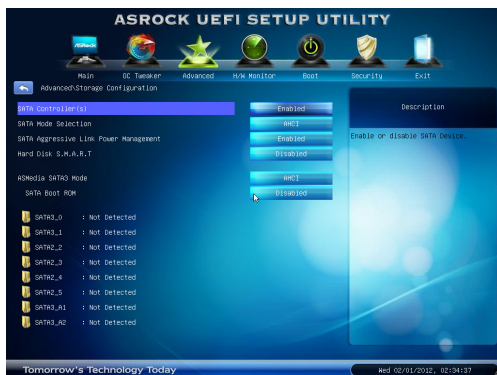 ASROCK UEFI SETUP UTILITY
ASRock
Main OC Tweaker Advanced H/W Monitor Boot Security Exit
Advanced\Storage Configuration
SATA Controller(s) Enabled
Description
SATA Mode Selection AHCI
SATA Aggressive Link Power Management Enabled
Enable or disable SATA Device.
Hard Disk S.M.A.R.T Disabled
ASMedia SATA3 Mode AHCI
SATA Boot ROM Disabled
SATA3_0 : Not Detected
SATA3_1 : Not Detected
SATA2_2 : Not Detected
SATA2_3 : Not Detected
SATA2_4 : Not Detected
SATA2_5 : Not Detected
SATA3_A1 : Not Detected
SATA3_A2 : Not Detected
Tomorrow's Technology Today
Wed 02/01/2012, 02:34:37